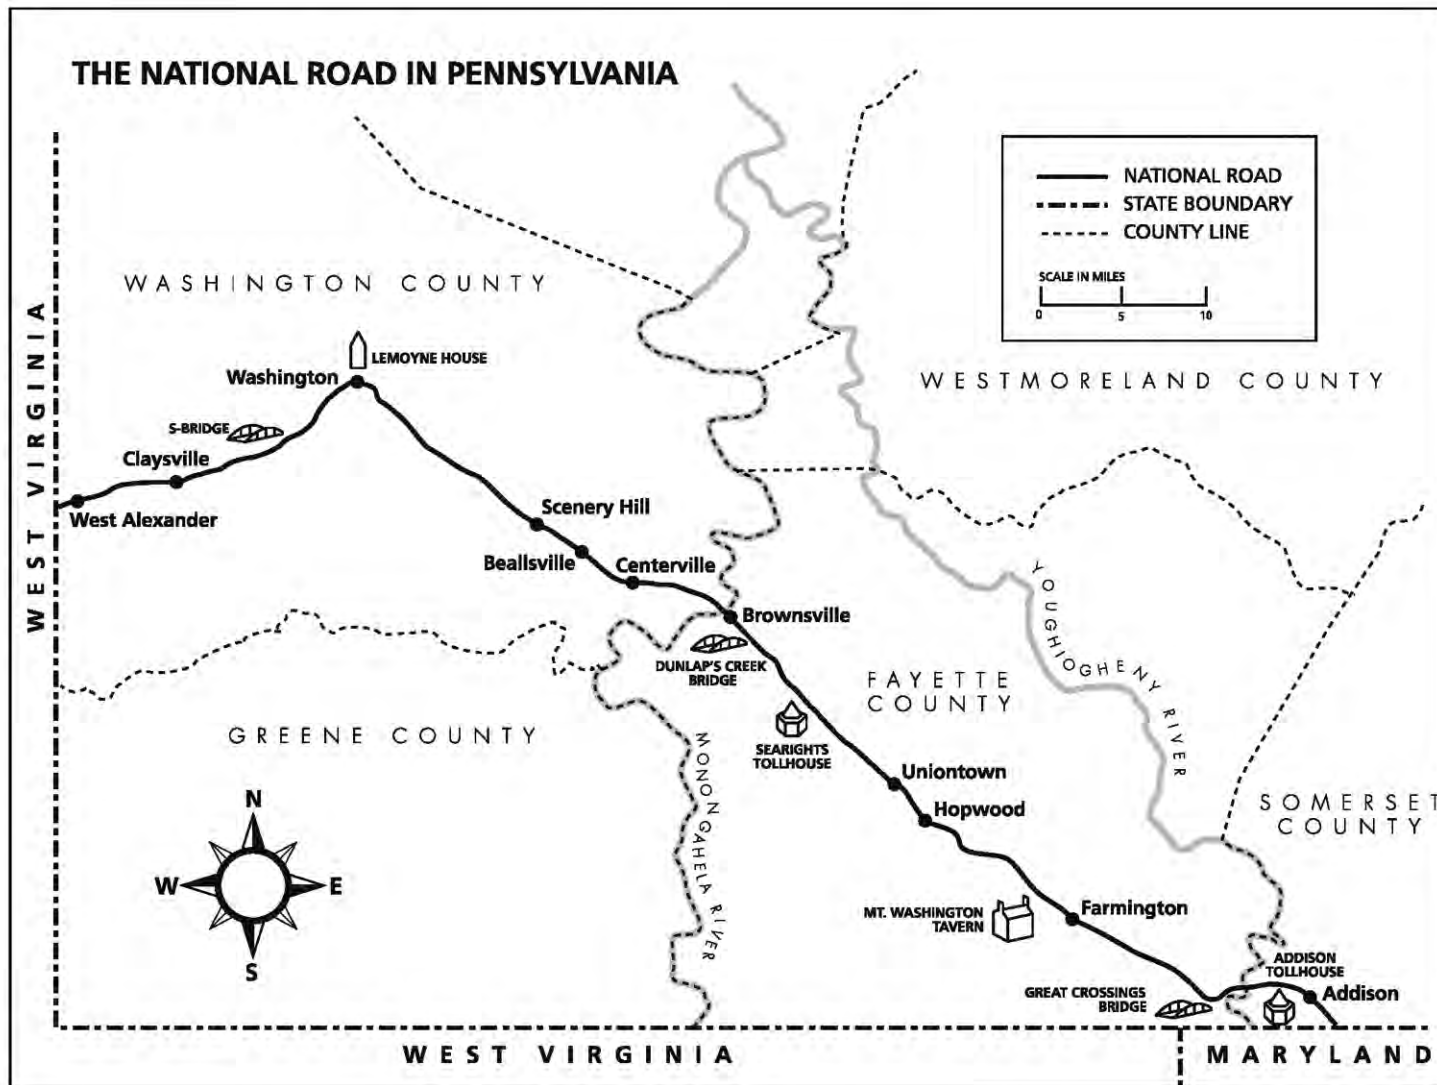 THE NATIONAL ROAD IN PENNSYLVANIA
NATIONAL ROAD
STATE BOUNDARY
COUNTY LINE
SCALE IN MILES
0 5 10
WASHINGTON COUNTY
WEST VIRGINIA
LEMOYNE HOUSE
Washington
WESTMORELAND COUNTY
S-BRIDGE
Claysville
West Alexander
Scenery Hill
Beallsville
Centerville
Brownsville
DUNLAP'S CREEK
BRIDGE
YOUGHIOGHENY RIVER
FAYETTE
COUNTY
GREENE COUNTY
MONONGAHELA RIVER
SEARIGHTS
TOLLHOUSE
Uniontown
Hopwood
SOMERSET
COUNTY
N
W
E
S
MT. WASHINGTON
TAVERN
Farmington
ADDISON
TOLLHOUSE
Addison
GREAT CROSSINGS
BRIDGE
WEST VIRGINIA
MARYLAND